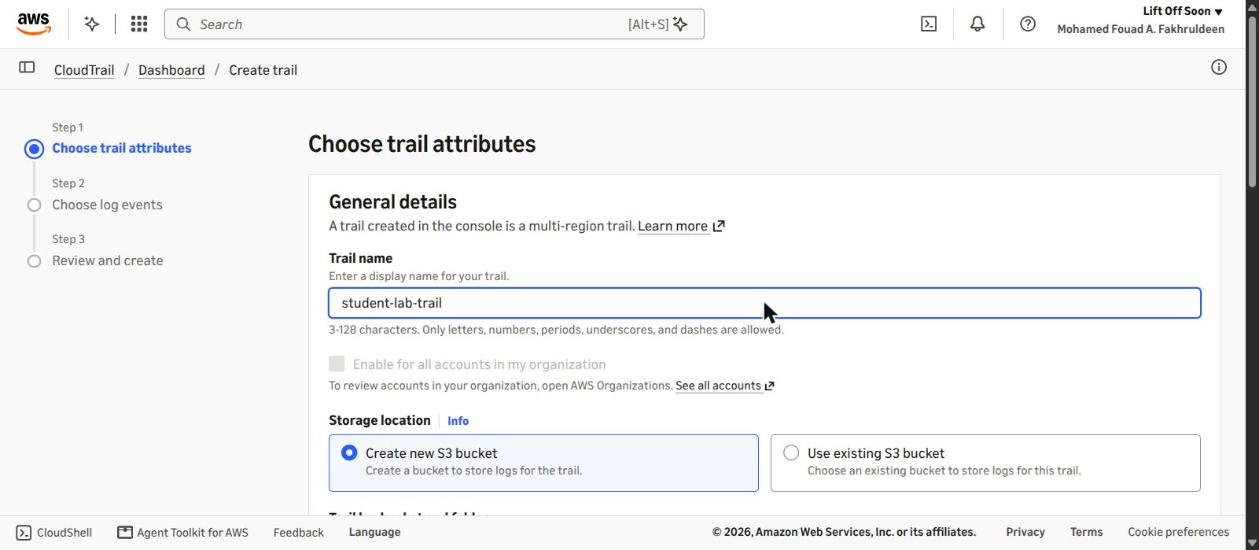 aws
Search [Alt+S]
Lift Off Soon ▼
Mohamed Fouad A. Fakhruldeen
CloudTrail / Dashboard / Create trail
Step 1
Choose trail attributes
Step 2
Choose log events
Step 3
Review and create
Choose trail attributes
General details
A trail created in the console is a multi-region trail. Learn more
Trail name
Enter a display name for your trail.
student-lab-trail
3-128 characters. Only letters, numbers, periods, underscores, and dashes are allowed.
Enable for all accounts in my organization
To review accounts in your organization, open AWS Organizations. See all accounts
Storage location Info
Create new S3 bucket
Create a bucket to store logs for the trail.
Use existing S3 bucket
Choose an existing bucket to store logs for this trail.
CloudShell Agent Toolkit for AWS Feedback Language © 2026, Amazon Web Services, Inc. or its affiliates. Privacy Terms Cookie preferences